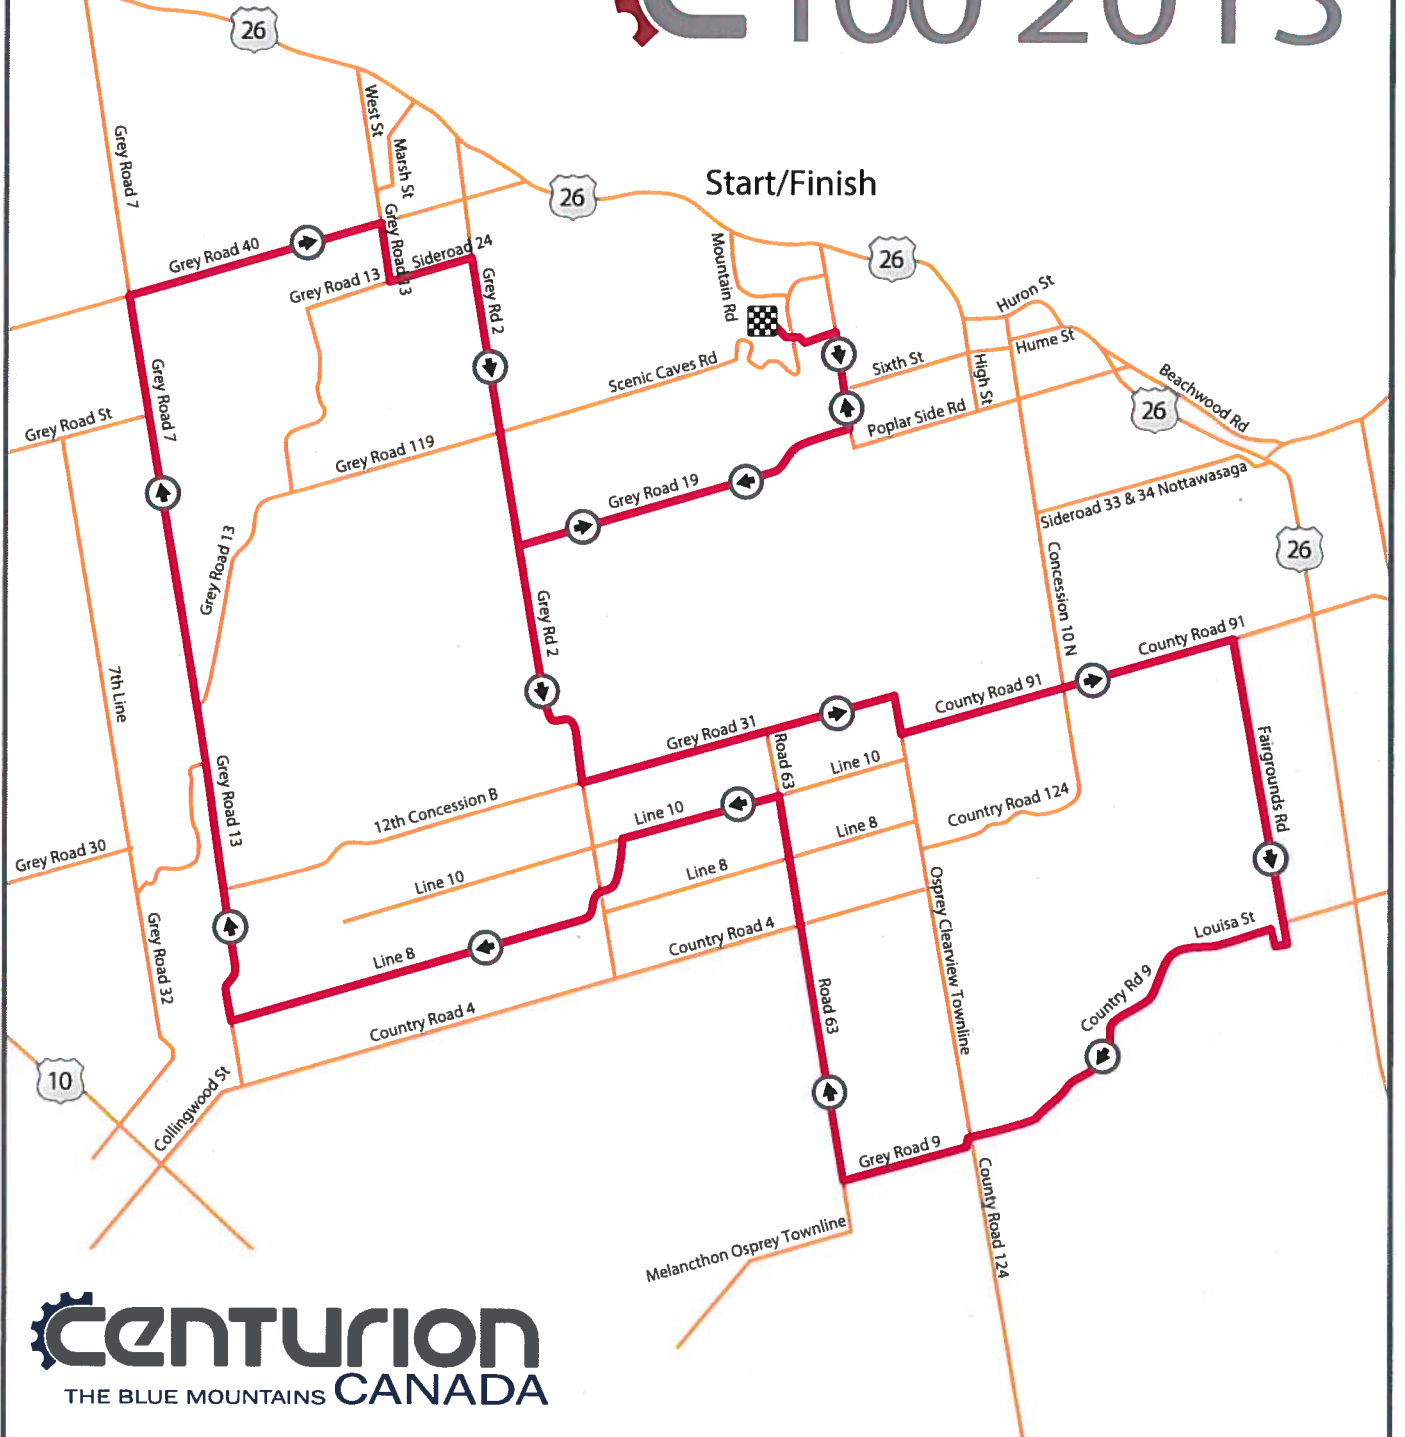 C100 2013
26
West St
Marsh St
Grey Road 7
Start/Finish
26
Grey Road 40
Grey Road 13
Sideroad 24
Grey Road 13
Grey Rd 2
Mountain Rd
26
Huron St
Hume St
Sixth St
High St
Scenic Caves Rd
Poplar Side Rd
Beachwood Rd
26
Grey Road 7
Grey Road St
Grey Road 119
Grey Road 19
Sideroad 33 & 34 Nottawasaga
26
Grey Road 13
Grey Rd 2
Concession 10 N
County Road 91
County Road 91
7th Line
Grey Road 31
Road 63
Line 10
Fairgrounds Rd
Grey Road 13
12th Concession B
Line 10
Country Road 124
Line 8
Grey Road 30
Line 10
Line 8
Osprey Clearview Townline
Louisa St
Grey Road 32
Line 8
Country Road 4
Country Rd 9
Road 63
Country Road 4
10
Collingwood St
Grey Road 9
County Road 124
Melancthon Osprey Townline
CENTURION
THE BLUE MOUNTAINS CANADA